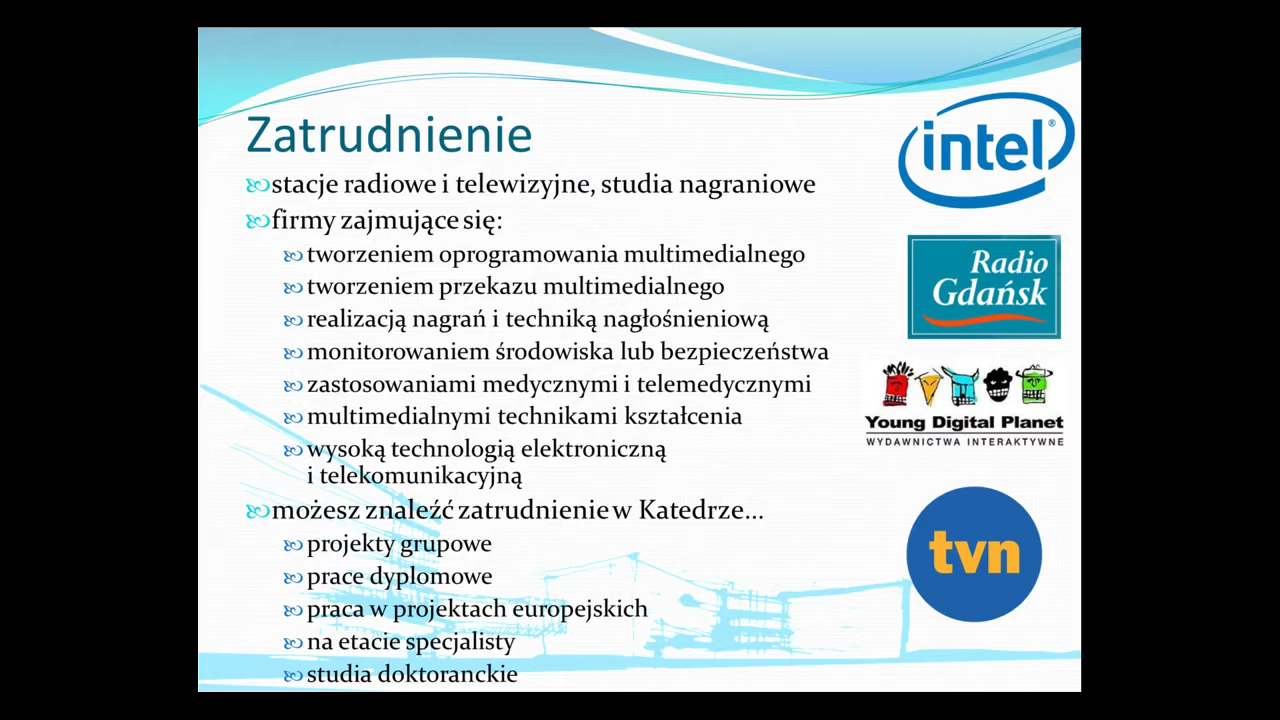 Zatrudnienie
stacje radiowe i telewizyjne, studia nagraniowe
firmy zajmujące się:
tworzeniem oprogramowania multimedialnego
tworzeniem przekazu multimedialnego
realizacją nagrań i techniką nagłośnieniową
monitorowaniem środowiska lub bezpieczeństwa
zastosowaniami medycznymi i telemedycznymi
multimedialnymi technikami kształcenia
wysoką technologią elektroniczną
i telekomunikacyjną
możesz znaleźć zatrudnienie w Katedrze...
projekty grupowe
prace dyplomowe
praca w projektach europejskich
na etacie specjalisty
studia doktoranckie
intel®
Radio
Gdańsk
Young Digital Planet
WYDAWNICTWA INTERAKTYWNE
tvn